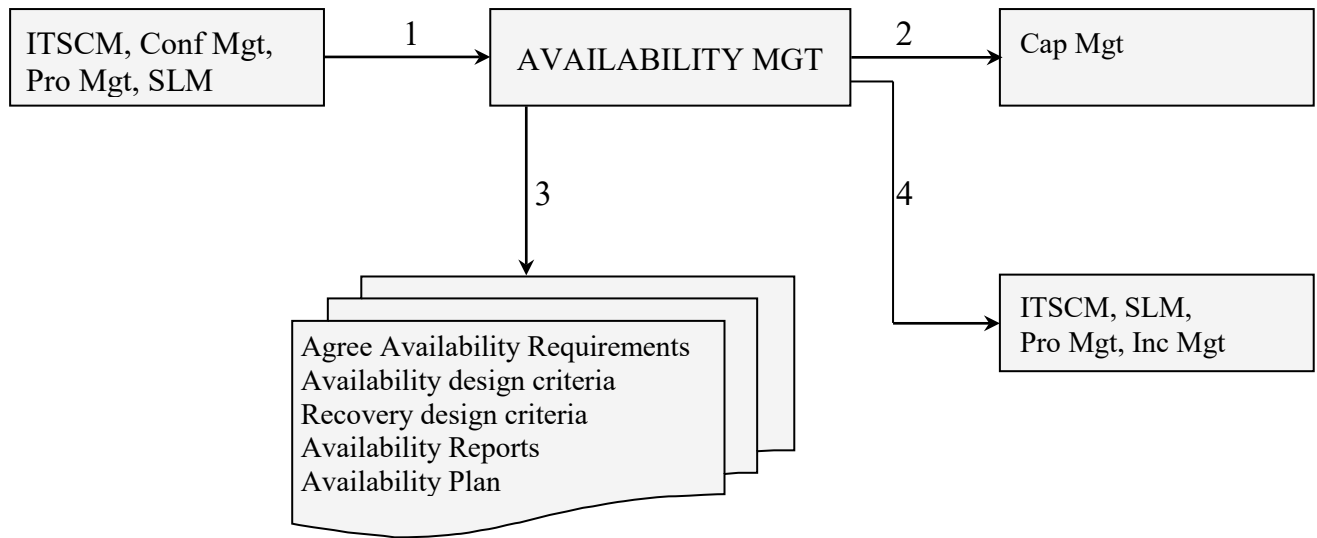 ITSCM, Conf Mgt,
Pro Mgt, SLM
1
AVAILABILITY MGT
2
Cap Mgt
3
4
ITSCM, SLM,
Pro Mgt, Inc Mgt
Agree Availability Requirements
Availability design criteria
Recovery design criteria
Availability Reports
Availability Plan